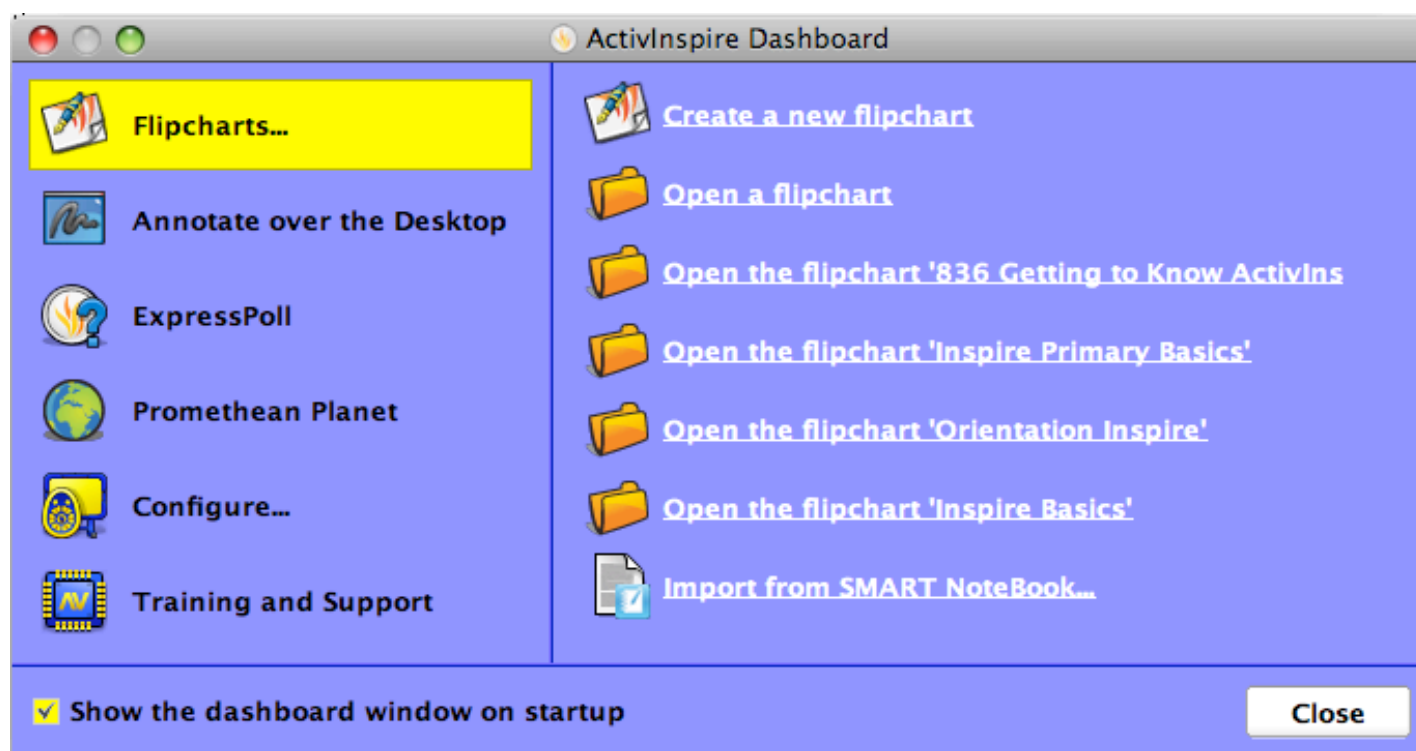 ActivInspire Dashboard
Flipcharts...
Annotate over the Desktop
ExpressPoll
Promethean Planet
Configure...
Training and Support
Create a new flipchart
Open a flipchart
Open the flipchart '836 Getting to Know ActivIns
Open the flipchart 'Inspire Primary Basics'
Open the flipchart 'Orientation Inspire'
Open the flipchart 'Inspire Basics'
Import from SMART NoteBook...
Show the dashboard window on startup
Close